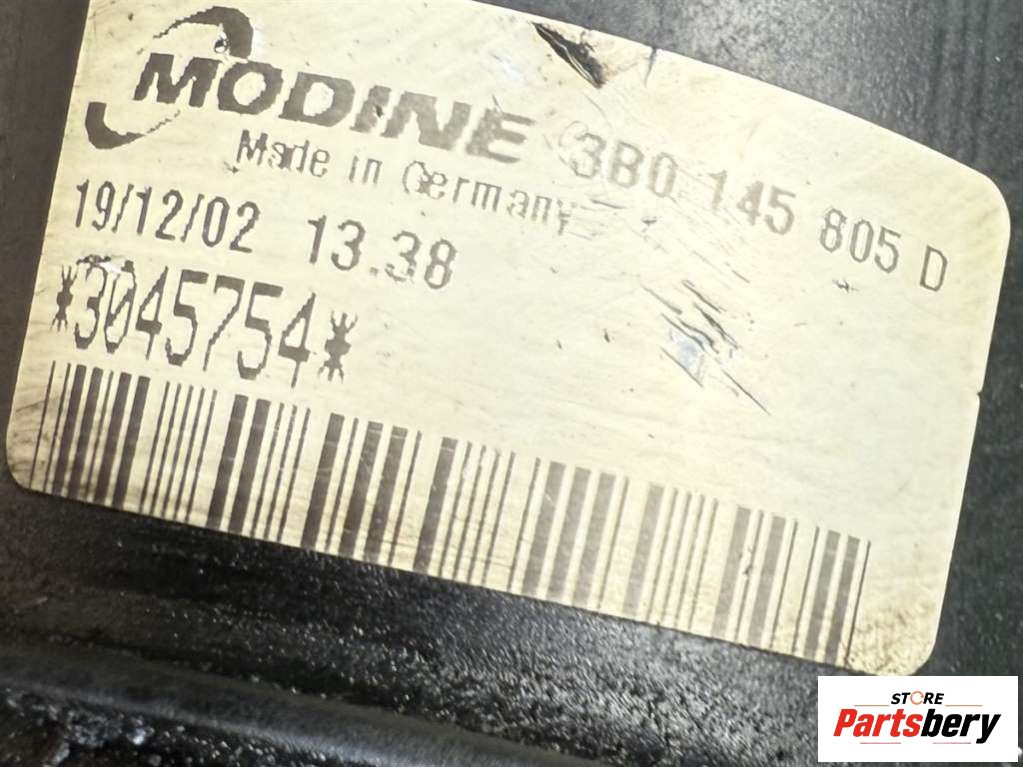 MODINE 3B0 145 805 D
Made in Germany
19/12/02 13.38
*3045754*
STORE
Partsbery